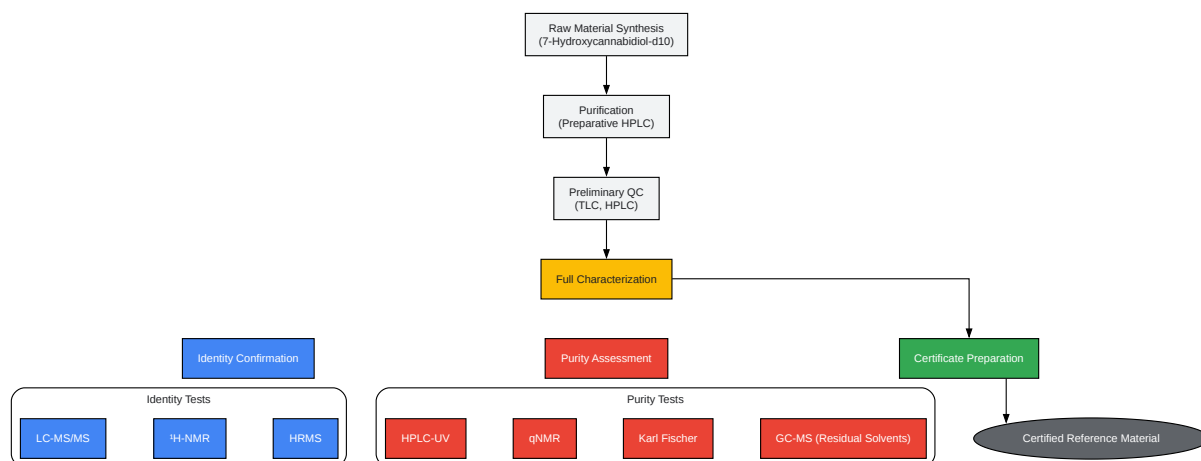 Raw Material Synthesis
(7-Hydroxycannabidiol-d10)
Purification
(Preparative HPLC)
Preliminary QC
(TLC, HPLC)
Full Characterization
Identity Confirmation
Purity Assessment
Certificate Preparation
Identity Tests
LC-MS/MS
¹H-NMR
HRMS
Purity Tests
HPLC-UV
qNMR
Karl Fischer
GC-MS (Residual Solvents)
Certified Reference Material